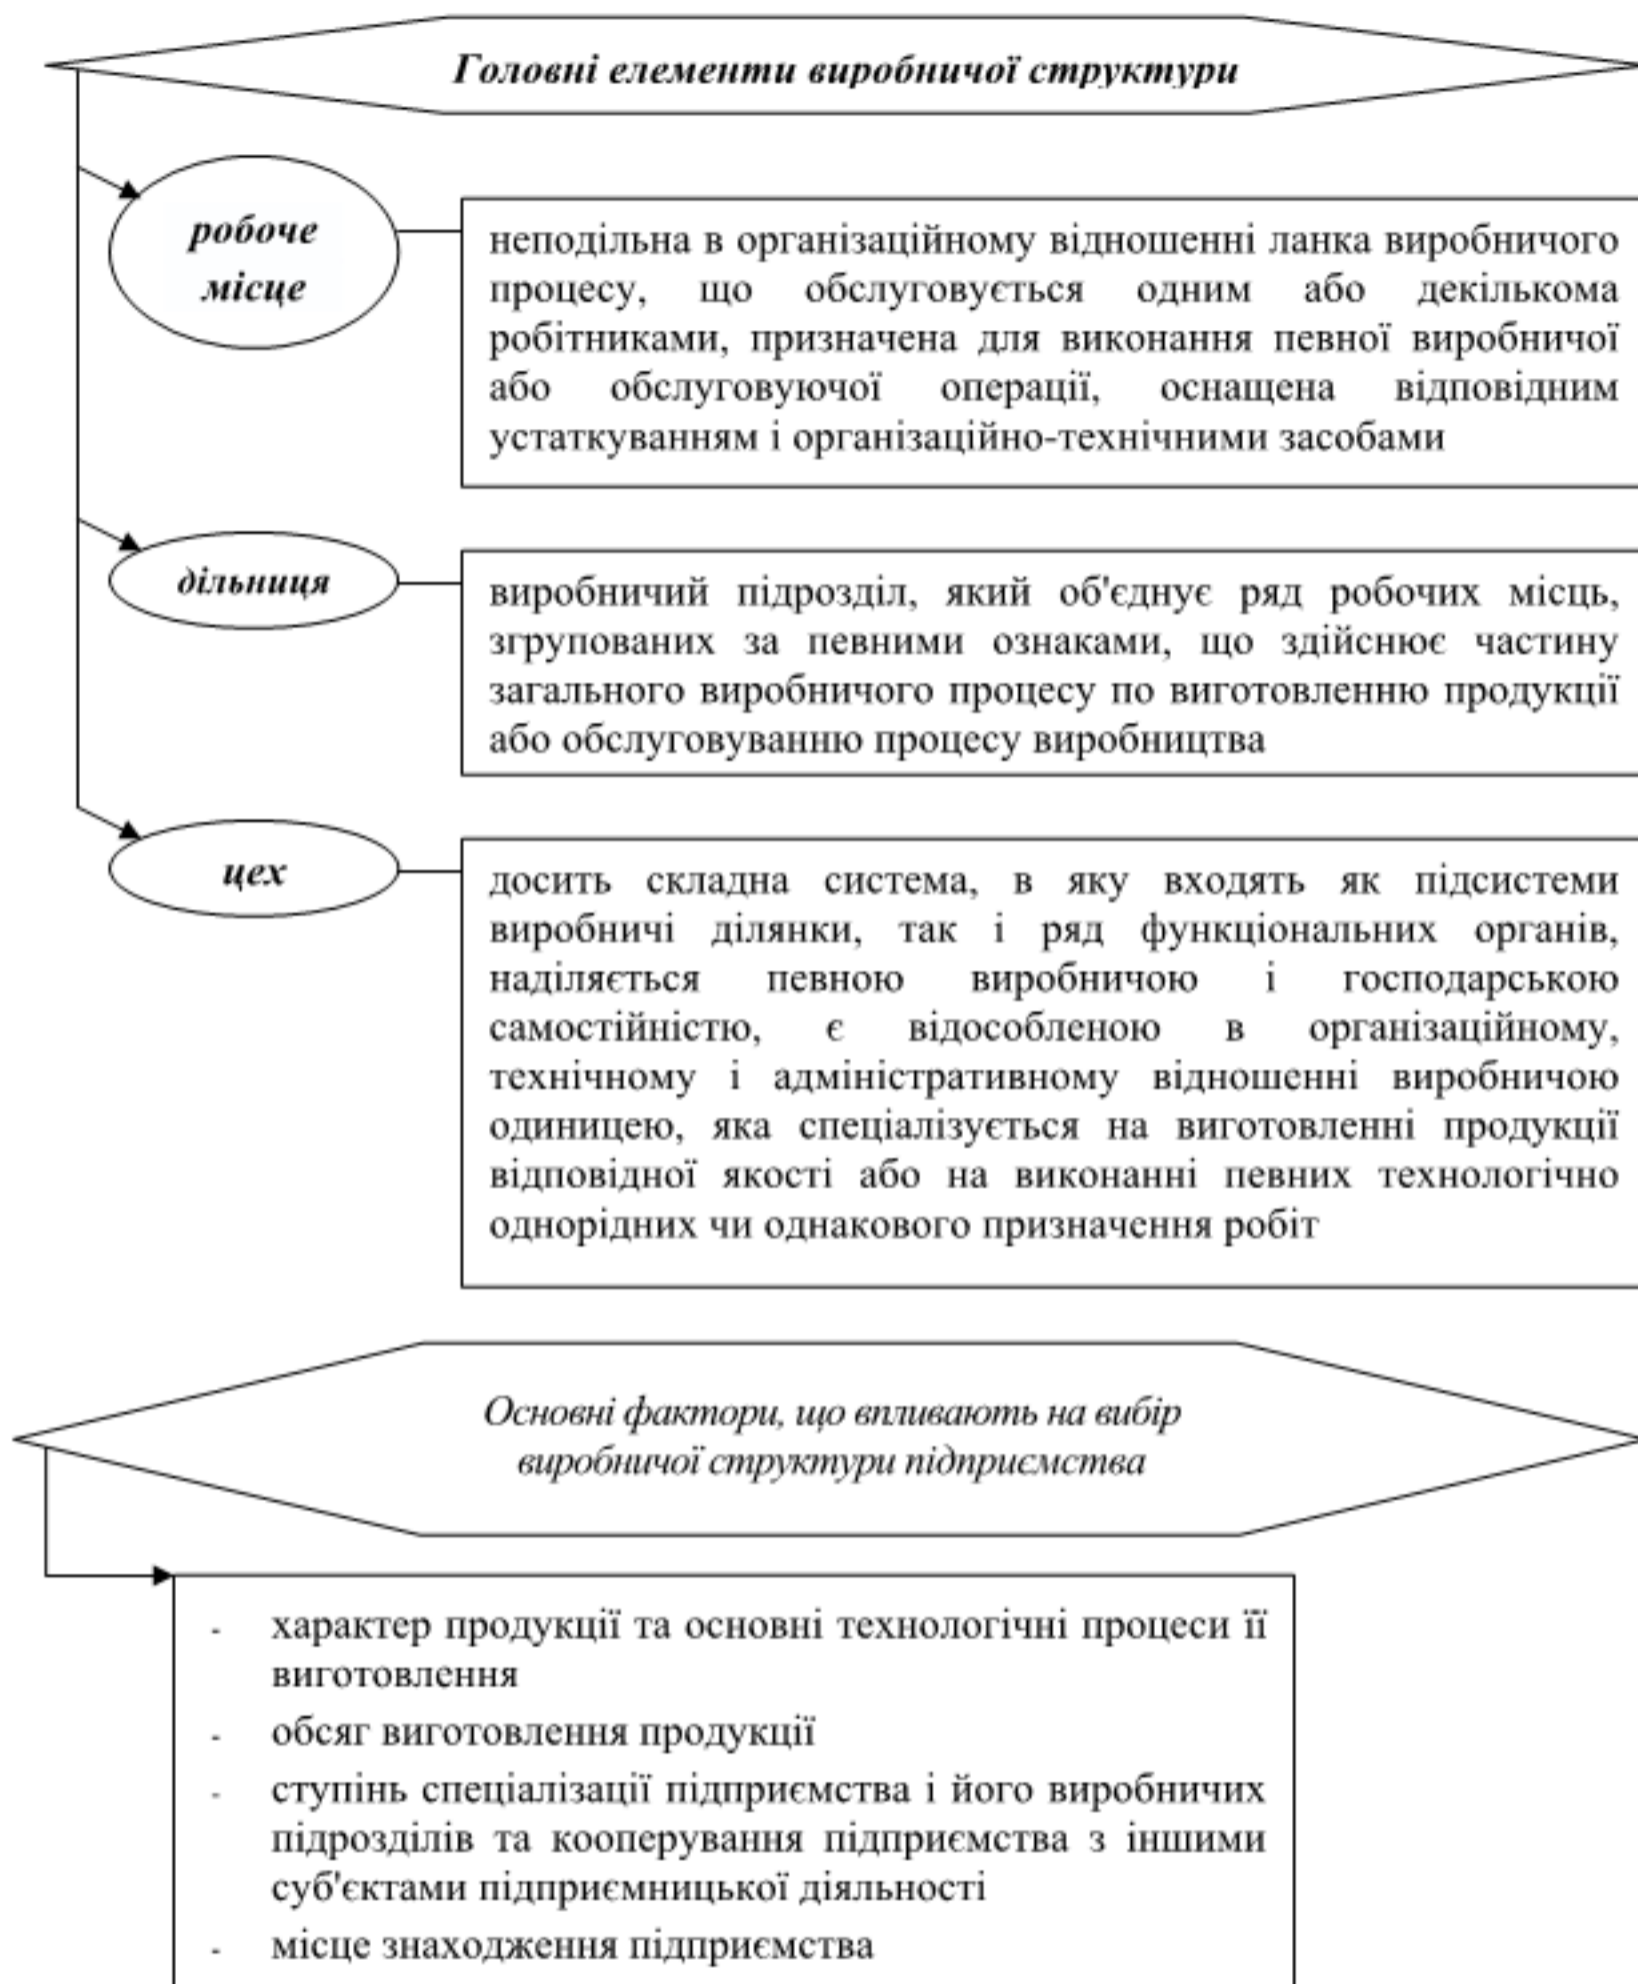 Головні елементи виробничої структури
робоче
місце
неподільна в організаційному відношенні ланка виробничого
процесу, що обслуговується одним або декількома
робітниками, призначена для виконання певної виробничої
або обслуговуючої операції, оснащена відповідним
устаткуванням і організаційно-технічними засобами
дільниця
виробничий підрозділ, який об'єднує ряд робочих місць,
згрупованих за певними ознаками, що здійснює частину
загального виробничого процесу по виготовленню продукції
або обслуговуванню процесу виробництва
цех
досить складна система, в яку входять як підсистеми
виробничі ділянки, так і ряд функціональних органів,
наділяється певною виробничою і господарською
самостійністю, є відособленою в організаційному,
технічному і адміністративному відношенні виробничою
одиницею, яка спеціалізується на виготовленні продукції
відповідної якості або на виконанні певних технологічно
однорідних чи однакового призначення робіт
Основні фактори, що впливають на вибір
виробничої структури підприємства
- характер продукції та основні технологічні процеси її
виготовлення
- обсяг виготовлення продукції
- ступінь спеціалізації підприємства і його виробничих
підрозділів та кооперування підприємства з іншими
суб'єктами підприємницької діяльності
- місце знаходження підприємства